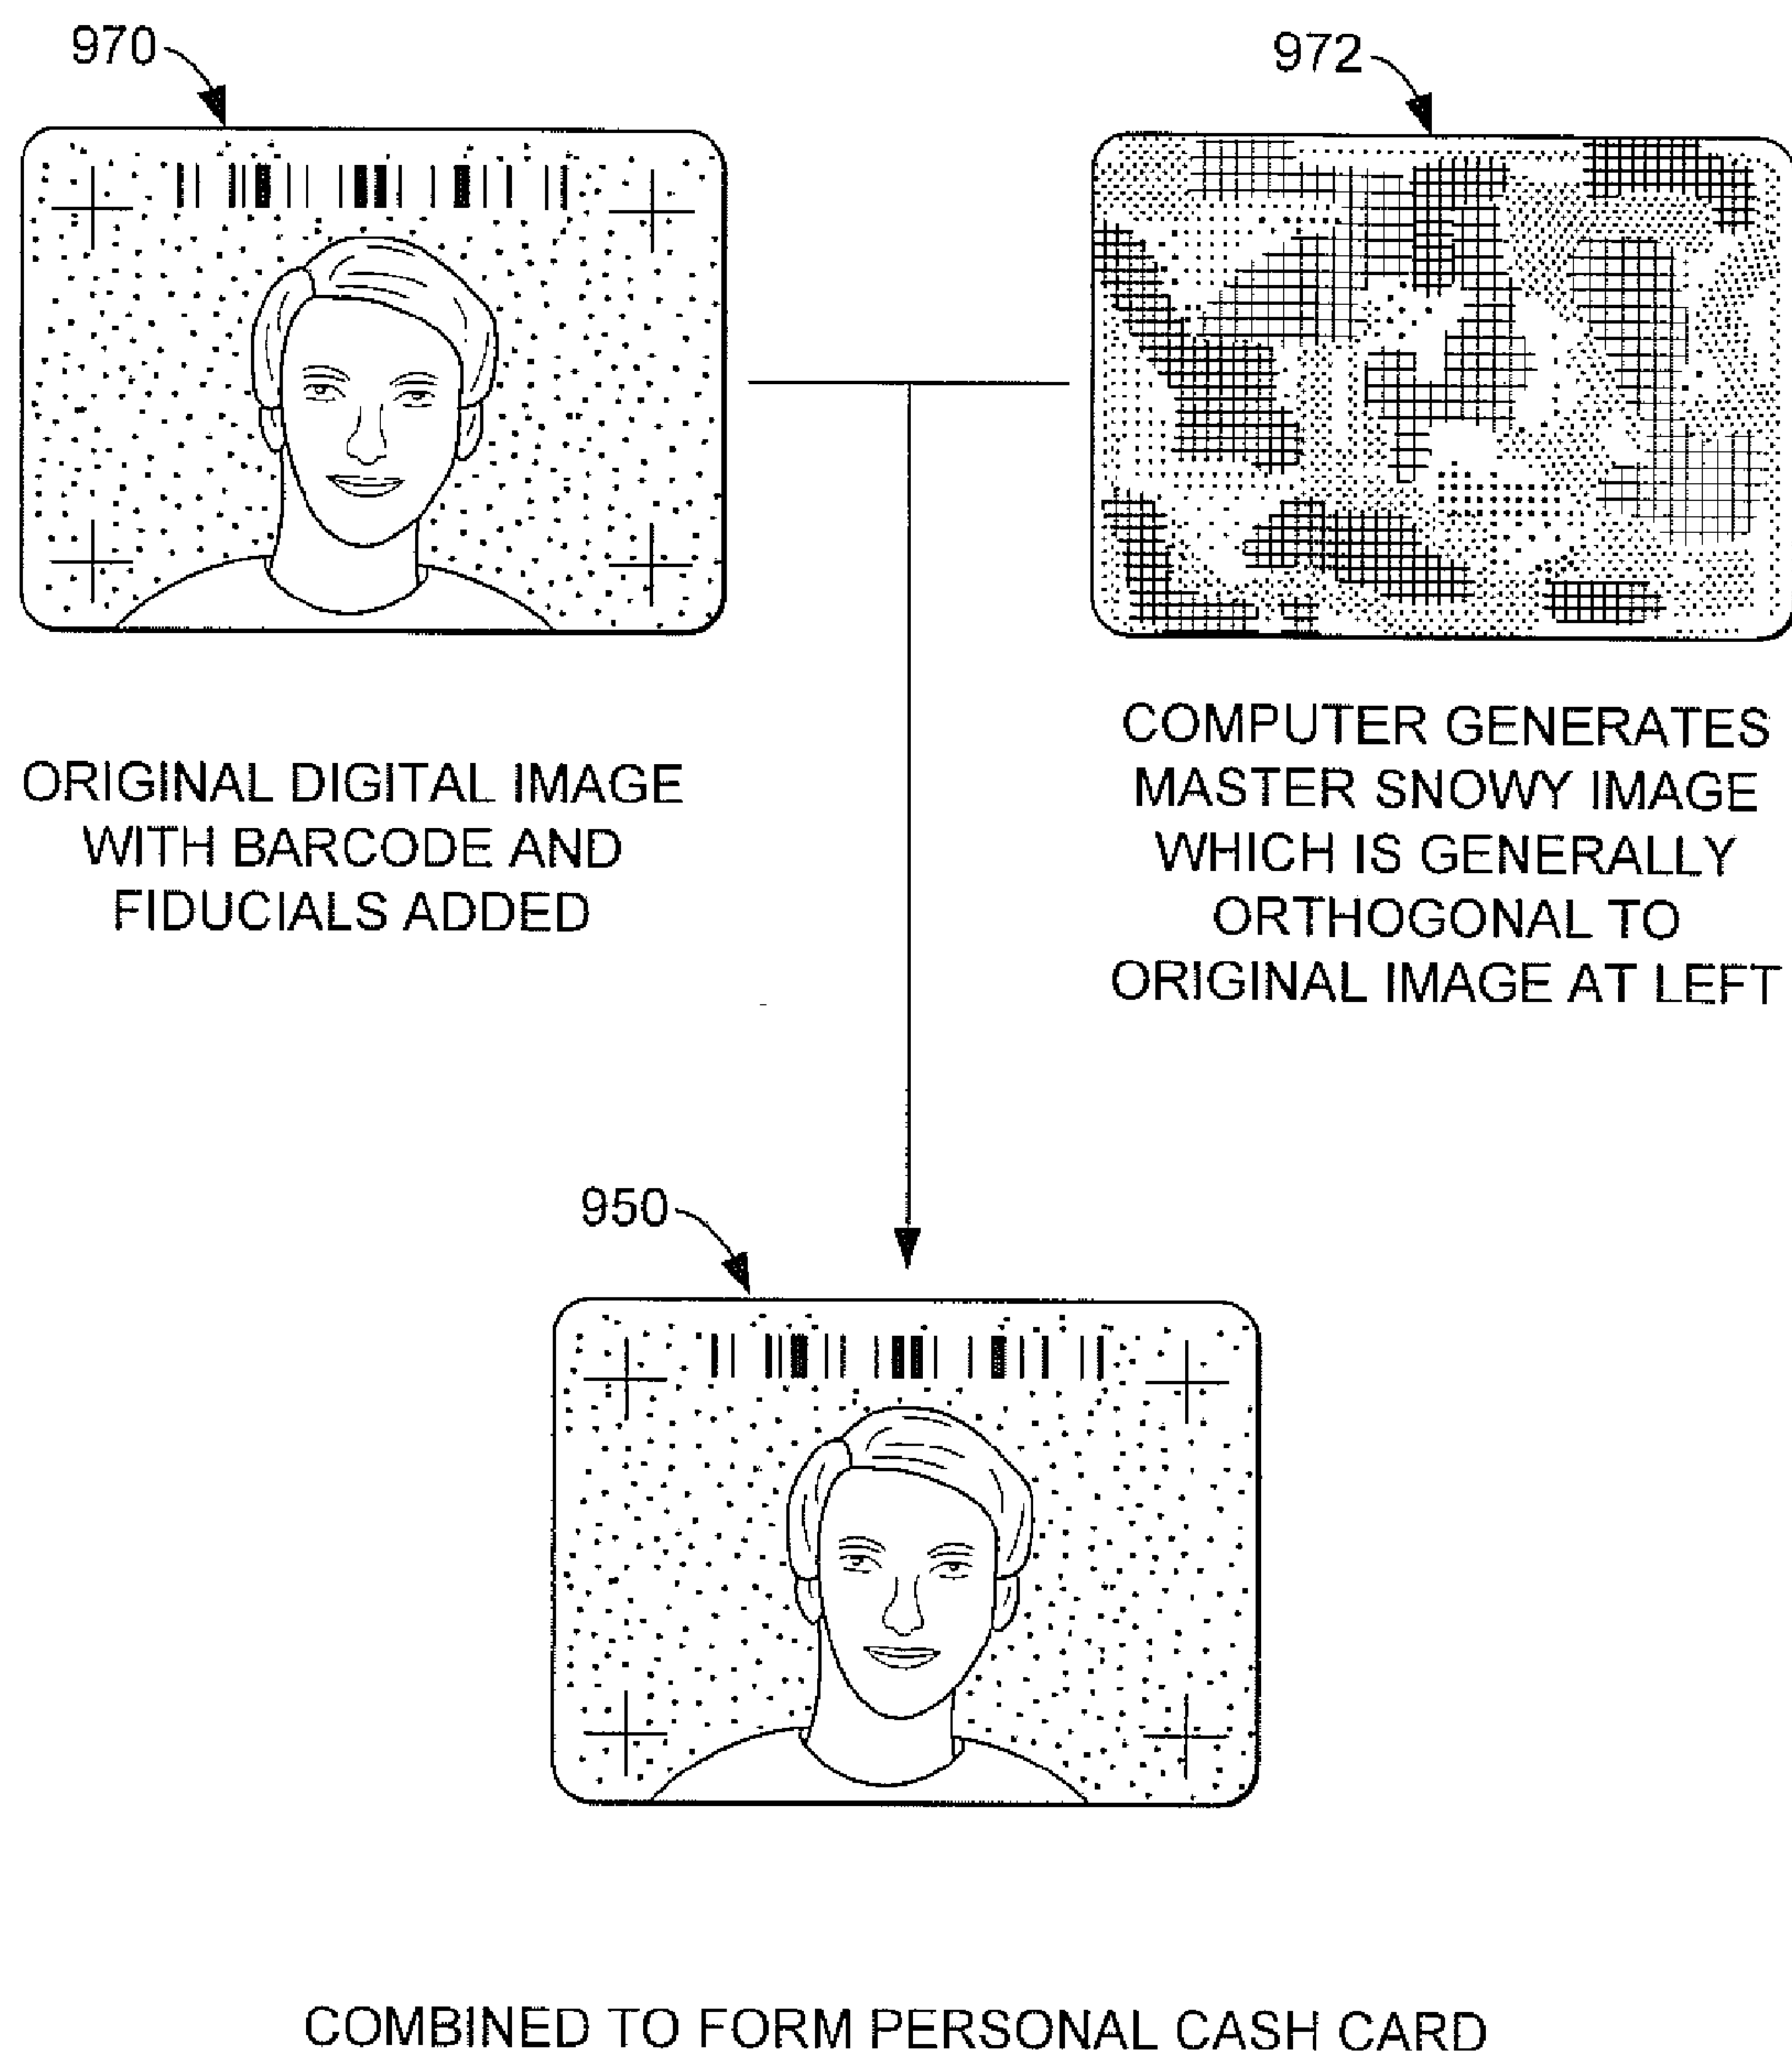 970
972
ORIGINAL DIGITAL IMAGE
WITH BARCODE AND
FIDUCIALS ADDED
COMPUTER GENERATES
MASTER SNOWY IMAGE
WHICH IS GENERALLY
ORTHOGONAL TO
ORIGINAL IMAGE AT LEFT
950
COMBINED TO FORM PERSONAL CASH CARD